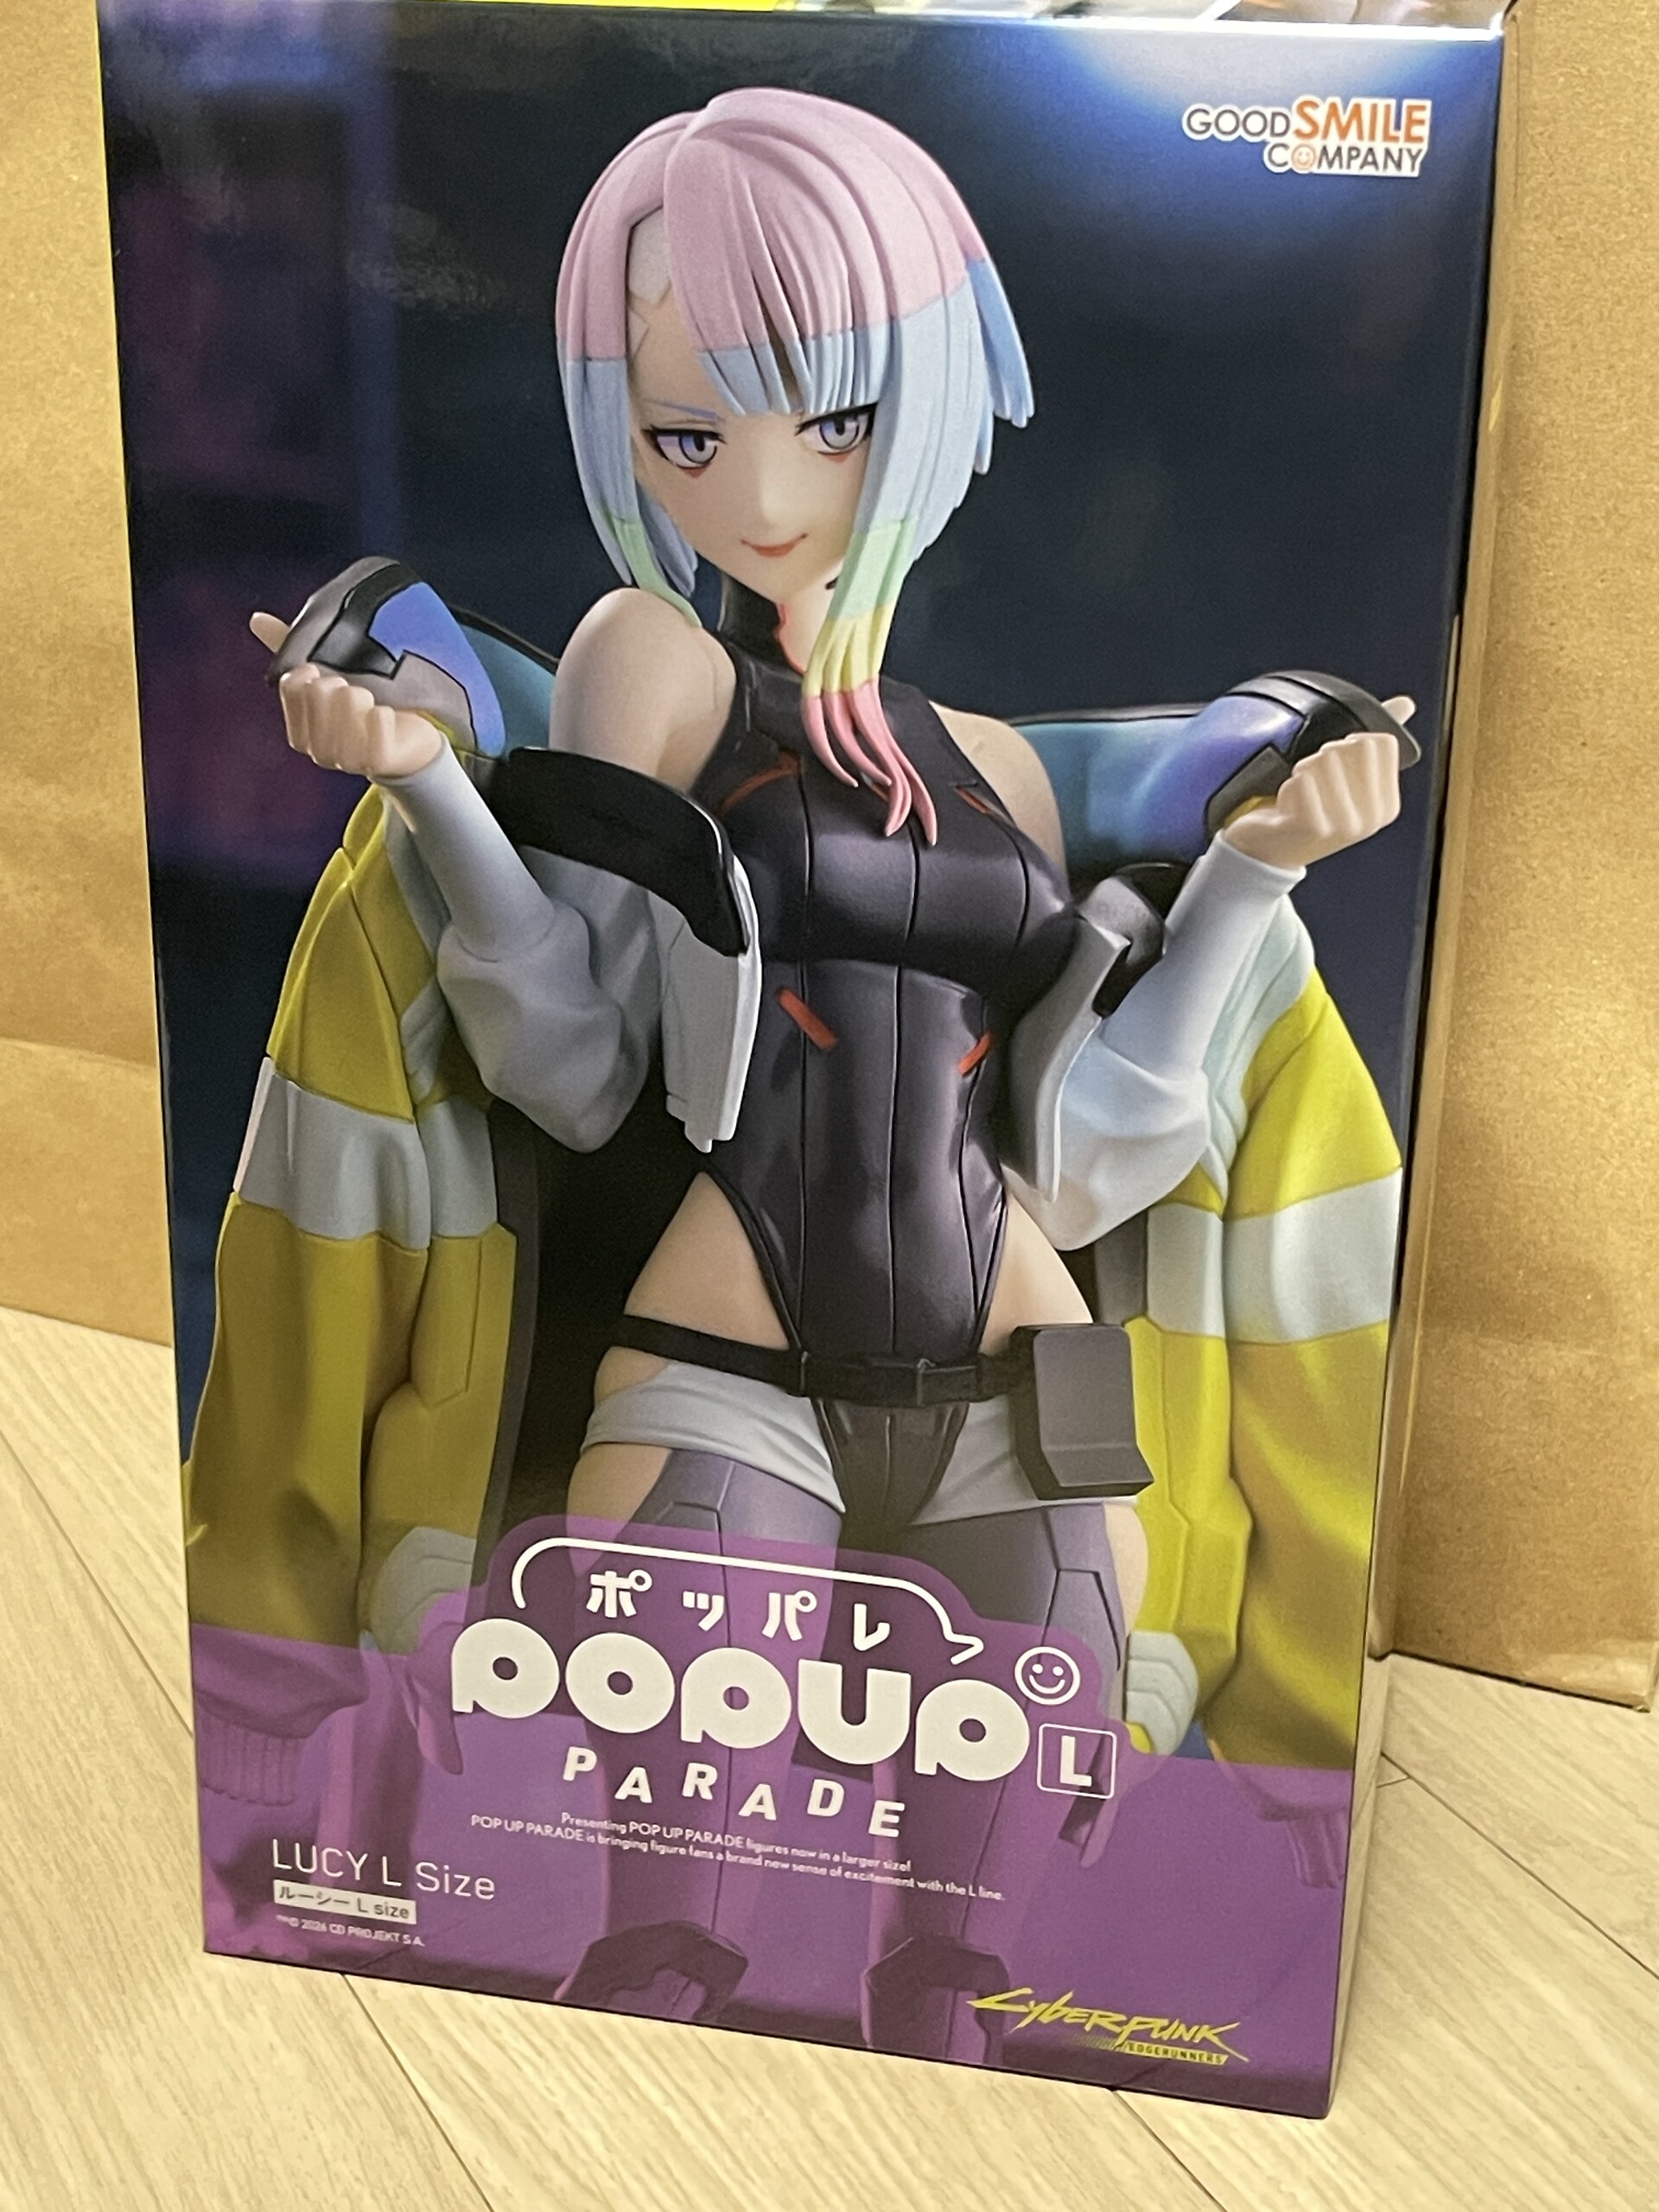 GOOD SMILE
COMPANY
ポッパレ
POPUP
L
PARADE
Presenting POP UP PARADE figures now in a larger size!
POP UP PARADE is bringing figure fans a brand new sense of excitement with the L line.
LUCY L Size
ルーシー L size
™© 2026 CD PROJEKT S.A.
Cyberpunk
EDGERUNNERS